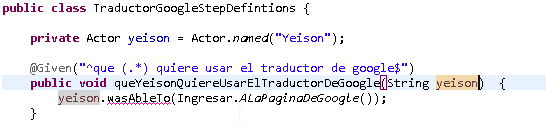 public class TraductorGoogleStepDefintions {
private Actor yeison = Actor.named("Yeison");
@Given("^que (.*) quiere usar el traductor de google$")
public void queYeisonQuiereUsarElTraductorDeGoogle(String yeison) {
yeison.wasAbleTo(Ingresar.ALaPaginaDeGoogle());
}